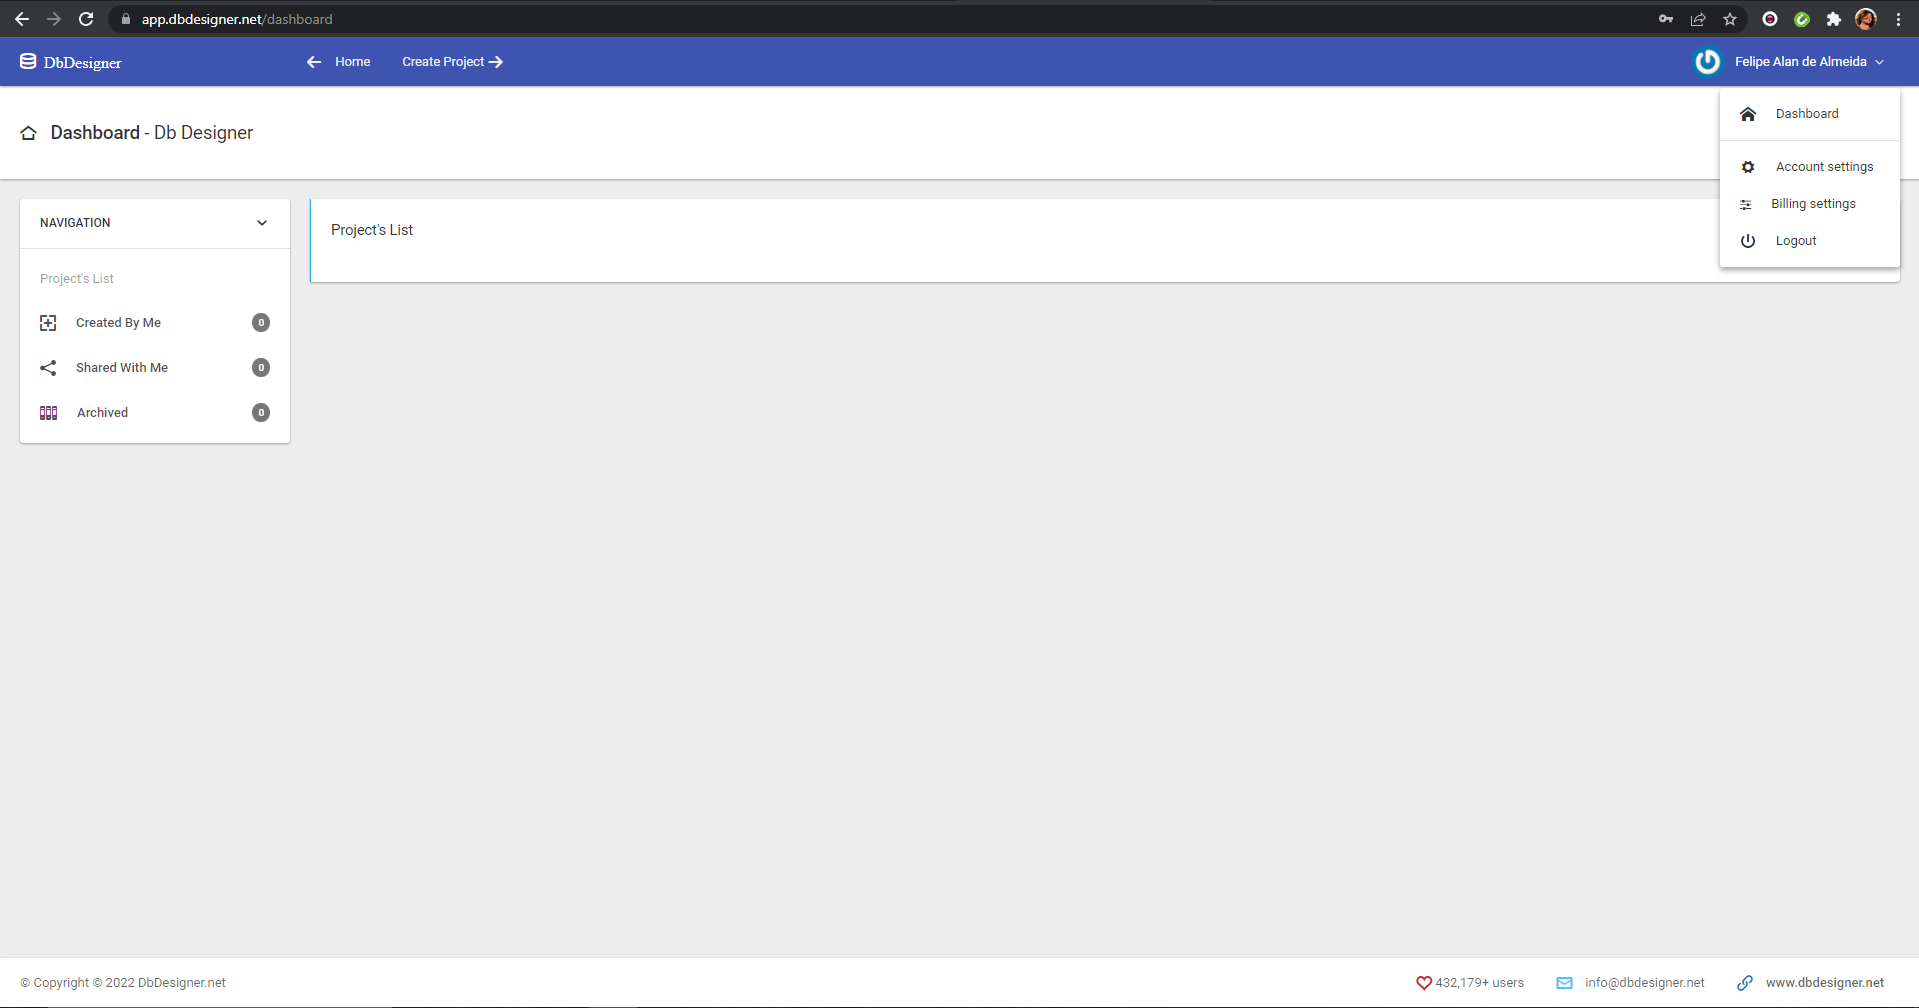 app.dbdesigner.net/dashboard
DbDesigner
Home
Create Project
Felipe Alan de Almeida
Dashboard - Db Designer
Dashboard
Account settings
Billing settings
Logout
NAVIGATION
Project's List
Created By Me 0
Shared With Me 0
Archived 0
Project's List
© Copyright © 2022 DbDesigner.net
432,179+ users
info@dbdesigner.net
www.dbdesigner.net